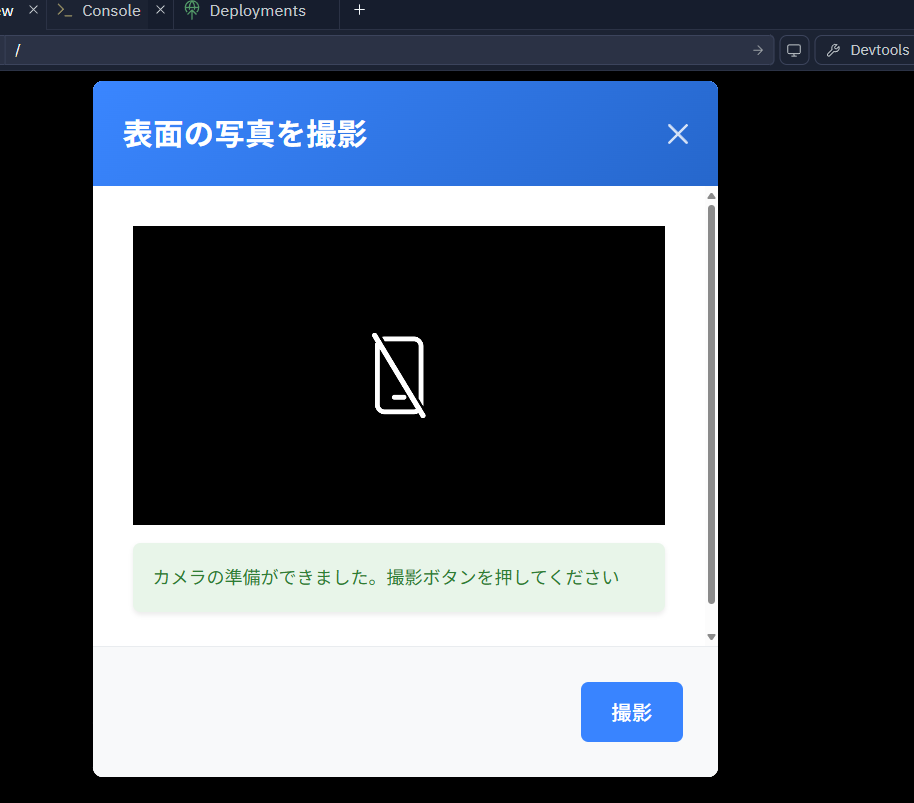 Console
Deployments
/
Devtools
表面の写真を撮影
カメラの準備ができました。撮影ボタンを押してください
撮影